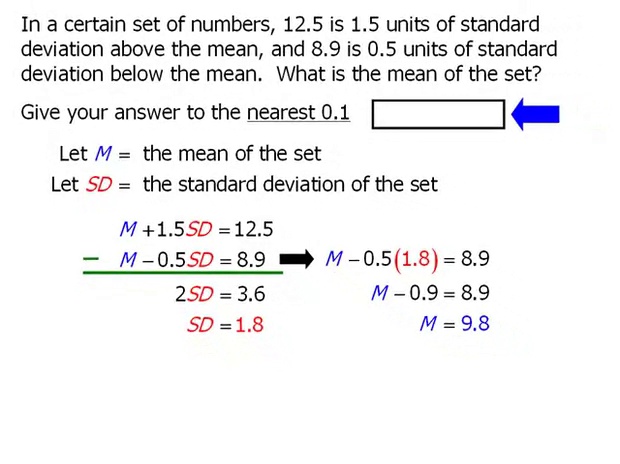 In a certain set of numbers, 12.5 is 1.5 units of standard
deviation above the mean, and 8.9 is 0.5 units of standard
deviation below the mean. What is the mean of the set?
Give your answer to the nearest 0.1
Let M = the mean of the set
Let SD = the standard deviation of the set
M + 1.5SD = 12.5
− M − 0.5SD = 8.9
2SD = 3.6
SD = 1.8
M − 0.5(1.8) = 8.9
M − 0.9 = 8.9
M = 9.8